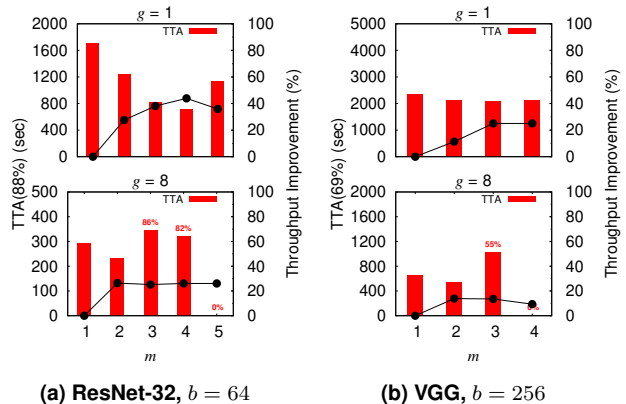 g = 1
g = 1
2000
1600
1200
800
400
0
TTA
100
80
60
40
20
0
5000
4000
3000
2000
1000
0
TTA
100
80
60
40
20
0
TTA(88%) (sec)
Throughput Improvement (%)
TTA(69%) (sec)
Throughput Improvement (%)
g = 8
g = 8
500
400
300
200
100
0
TTA
86%
82%
0%
100
80
60
40
20
0
2000
1600
1200
800
400
0
TTA
55%
0%
100
80
60
40
20
0
1 2 3 4 5
1 2 3 4
m
m
(a) ResNet-32, b = 64
(b) VGG, b = 256